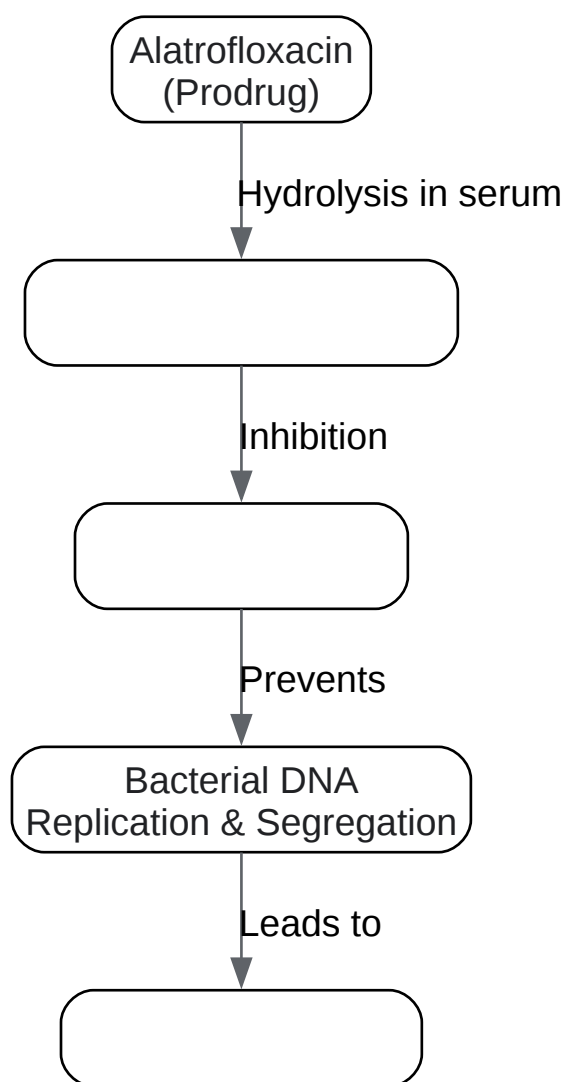 Alatrofloxacin
(Prodrug)
Hydrolysis in serum
Inhibition
Prevents
Bacterial DNA
Replication & Segregation
Leads to